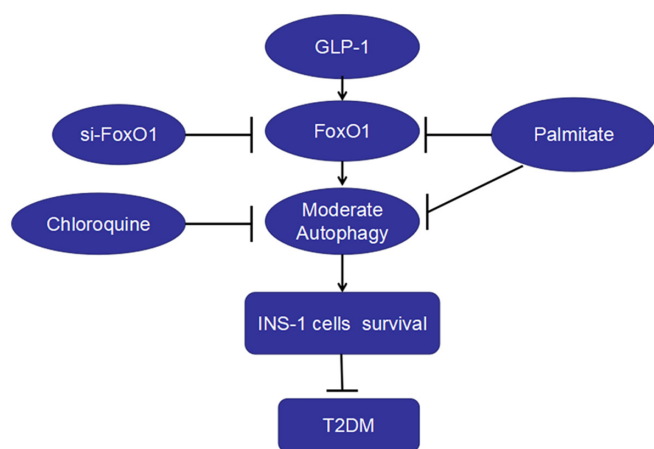 GLP-1
si-FoxO1
FoxO1
Palmitate
Chloroquine
Moderate
Autophagy
INS-1 cells survival
T2DM